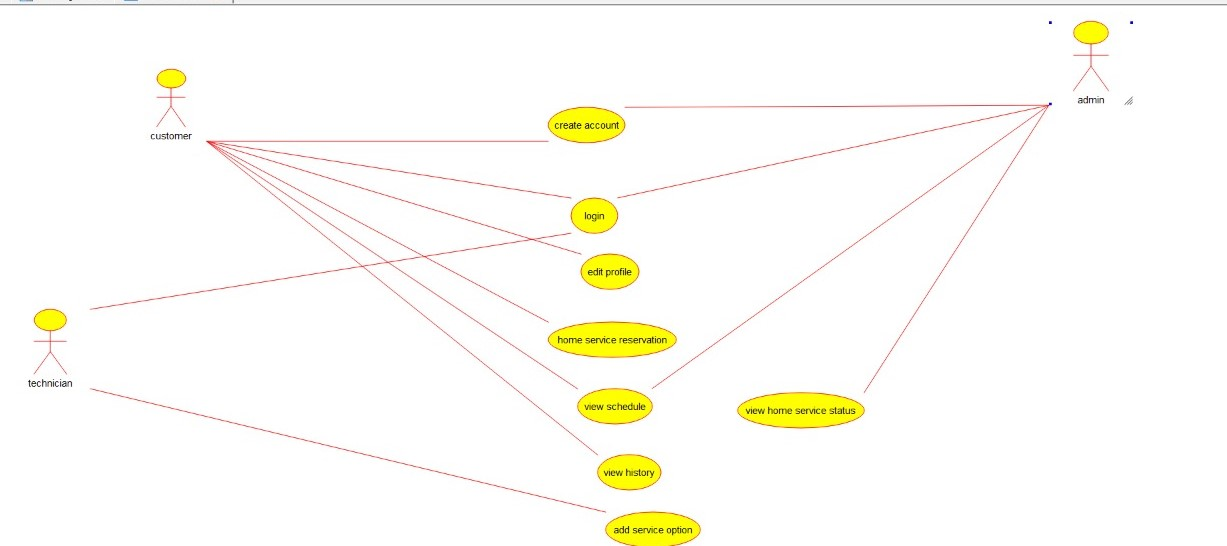 admin
customer
create account
login
edit profile
home service reservation
technician
view schedule
view home service status
view history
add service option